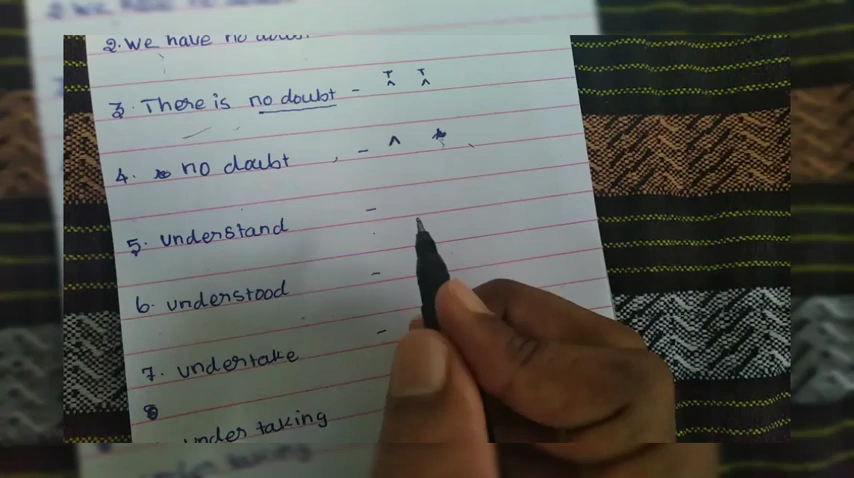 2. We have no doubt.
3. There is no doubt -
4. no doubt -
5. understand -
6. understood -
7. undertake -
8
under taking